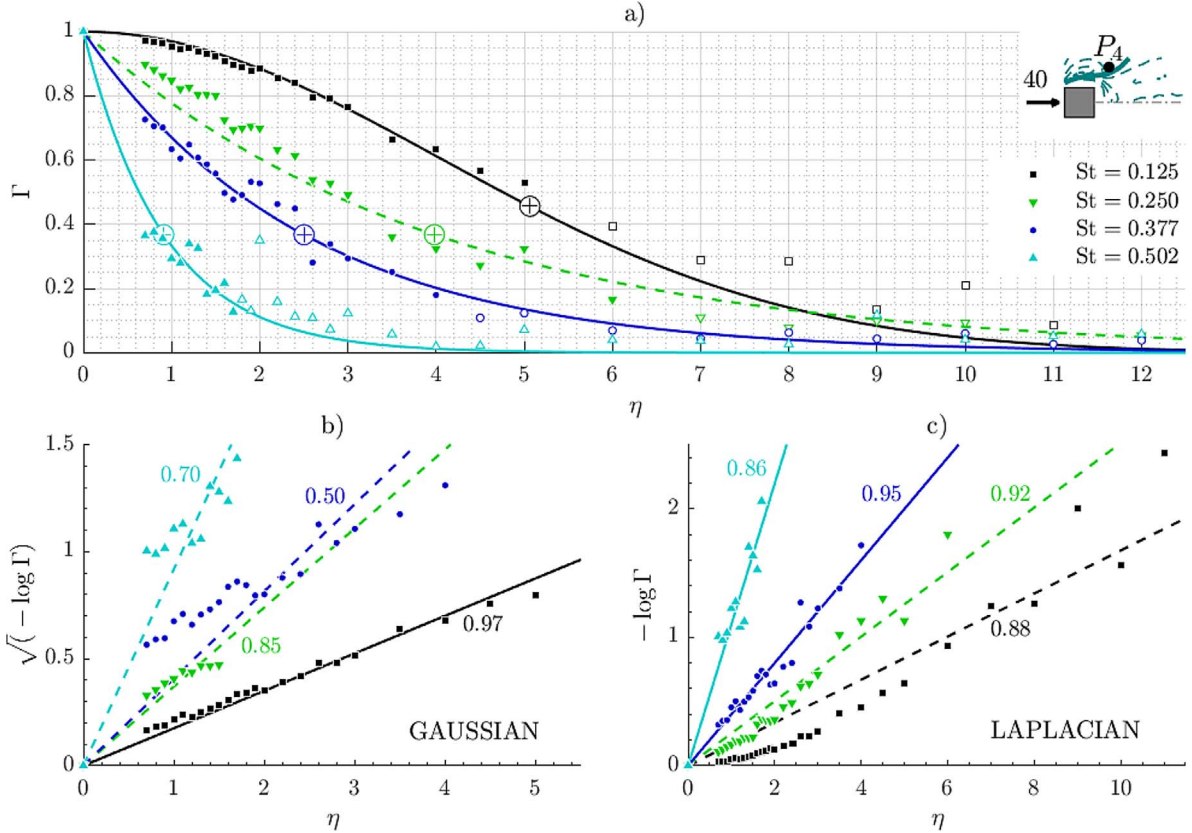 a)
1
0.8
0.6
0.4
0.2
0
Γ
0 1 2 3 4 5 6 7 8 9 10 11 12
η
P4
40
St = 0.125
St = 0.250
St = 0.377
St = 0.502
b)
1.5
1
0.5
0
√(− log Γ)
0.70
0.50
0.85
0.97
GAUSSIAN
0 1 2 3 4 5
η
c)
2
1
0
− log Γ
0.86
0.95
0.92
0.88
LAPLACIAN
0 2 4 6 8 10
η